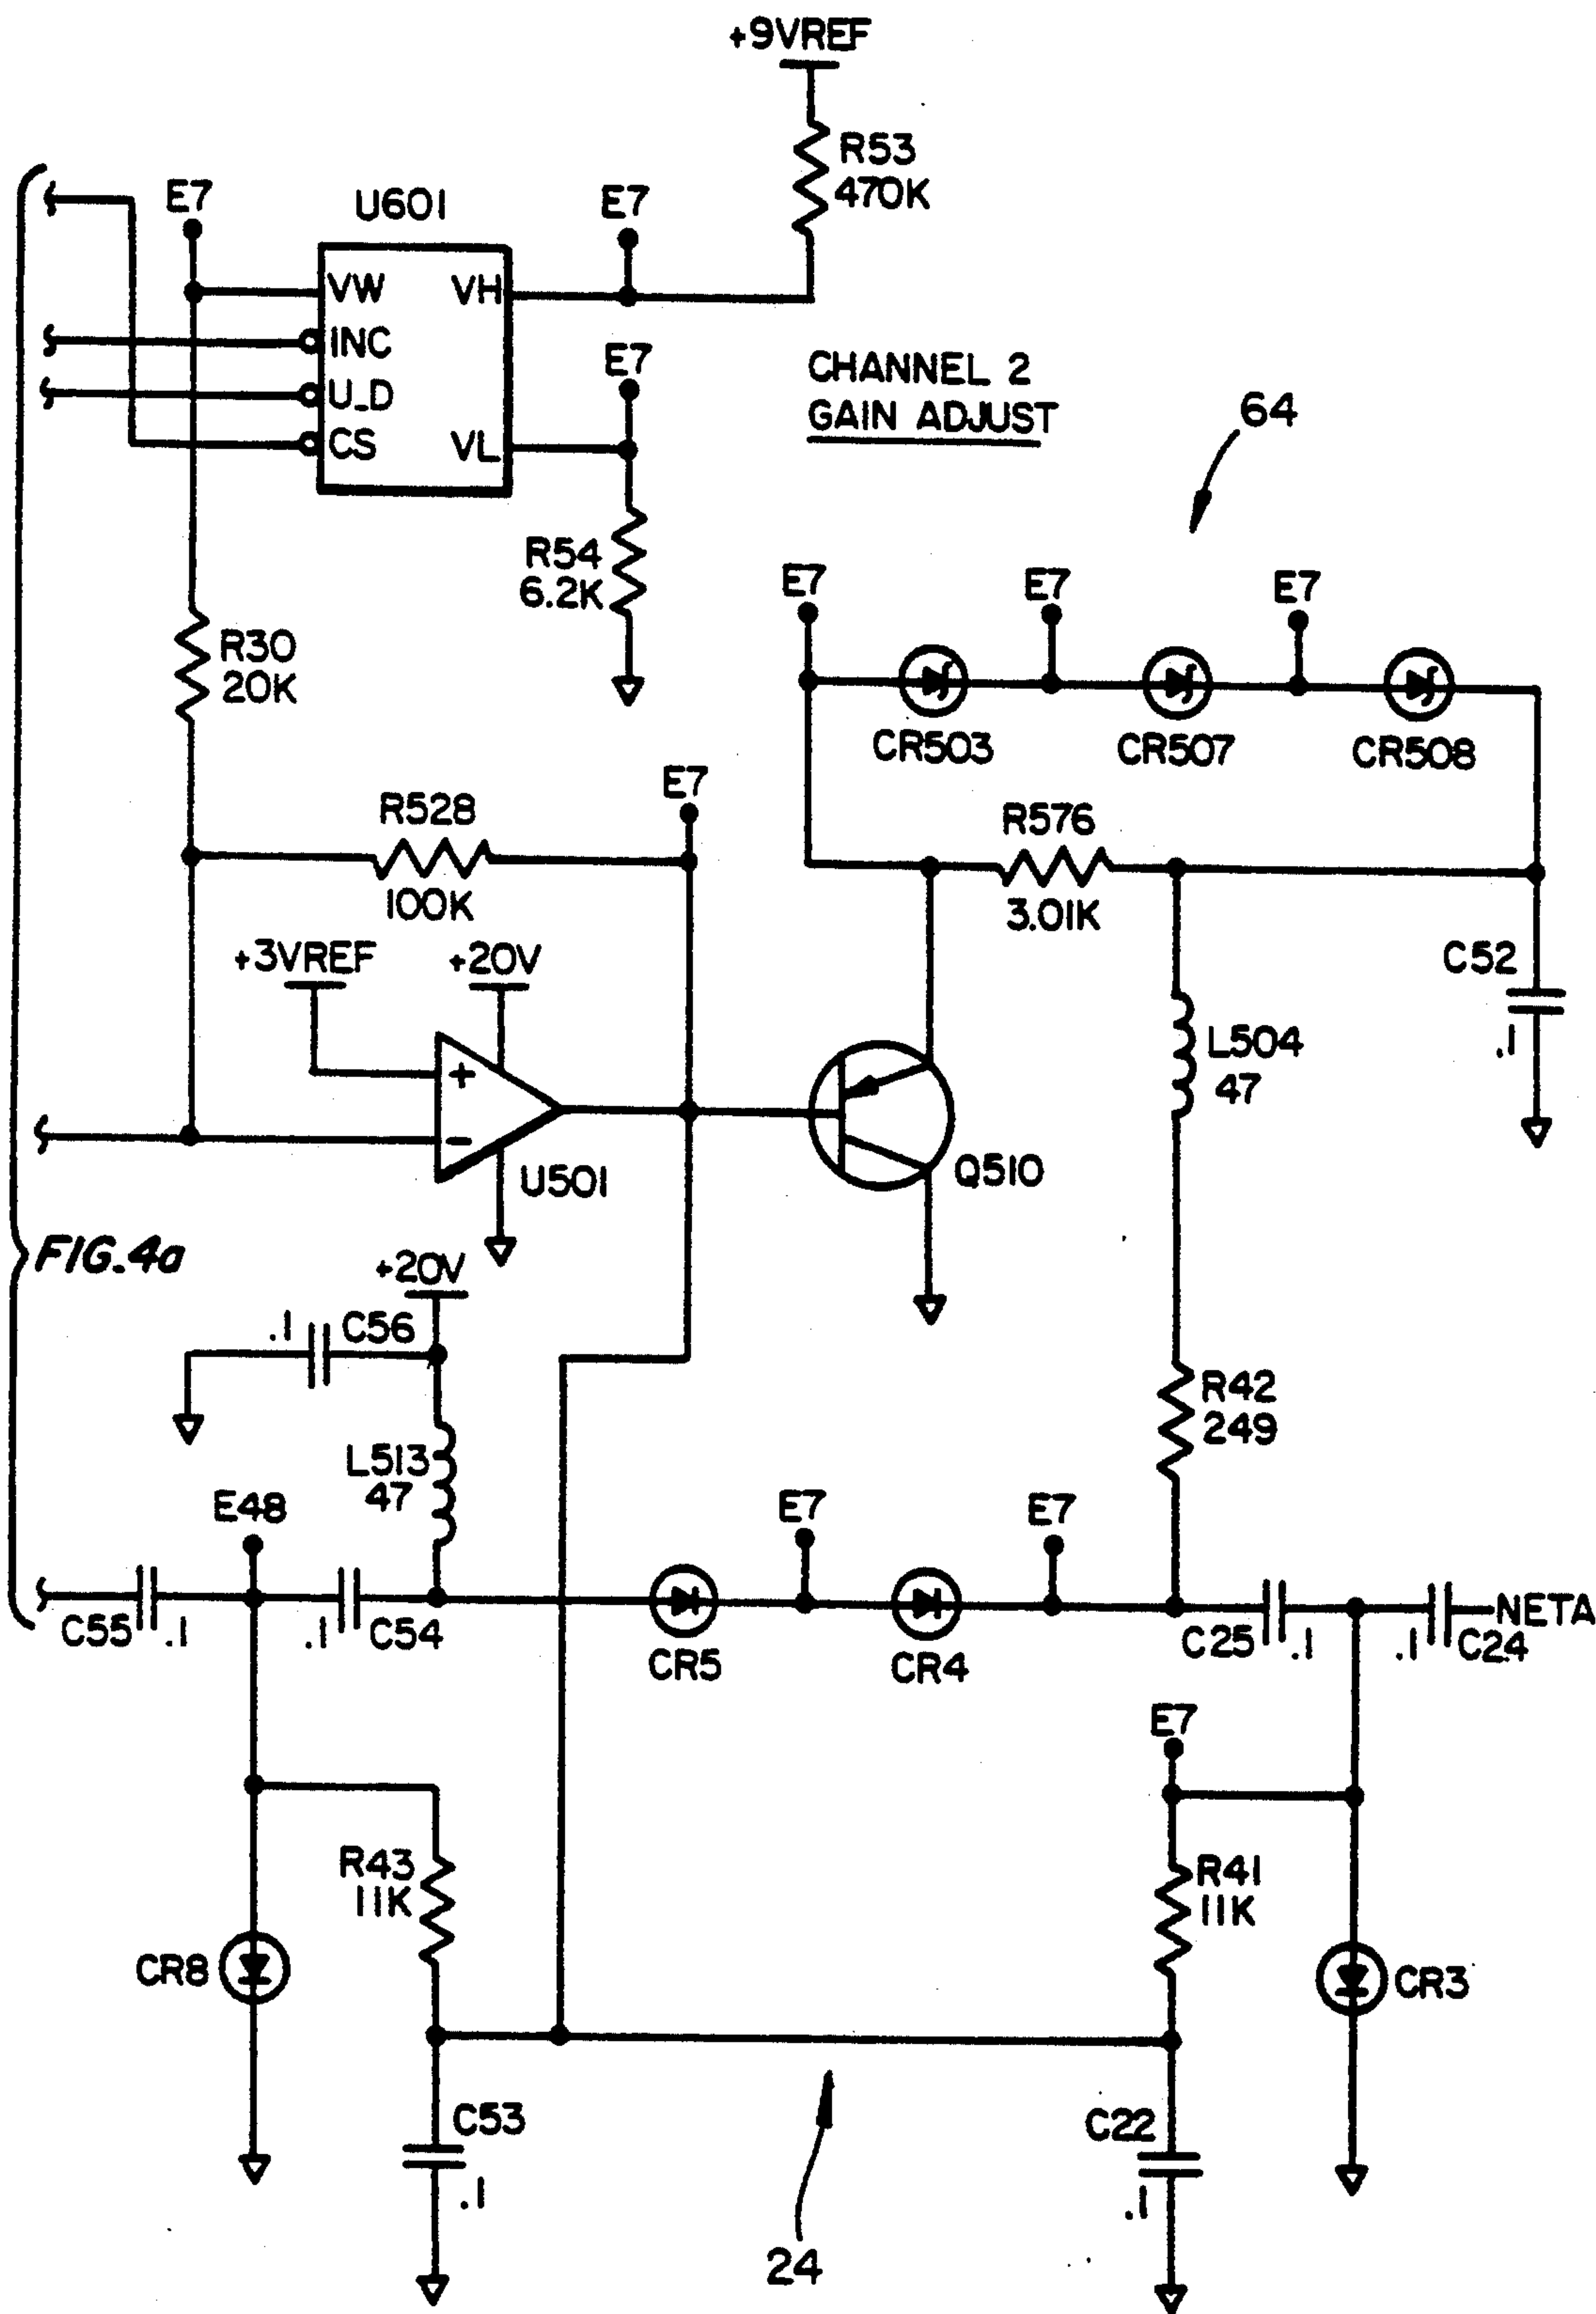 +9VREF
R53
470K
E7
U601
E7
VW
VH
INC
U_D
CS
VL
E7
CHANNEL 2
GAIN ADJUST
64
R54
6.2K
E7
E7
E7
R30
20K
CR503
CR507
CR508
E7
R528
100K
R576
3.01K
+3VREF
+20V
C52
.1
L504
47
+
-
U501
Q510
FIG.4a
+20V
.1
C56
R42
249
L513
47
E48
E7
E7
C55
.1
.1
C54
CR5
CR4
C25
.1
.1
C24
NETA
E7
R43
11K
R41
11K
CR8
CR3
C53
.1
C22
.1
24